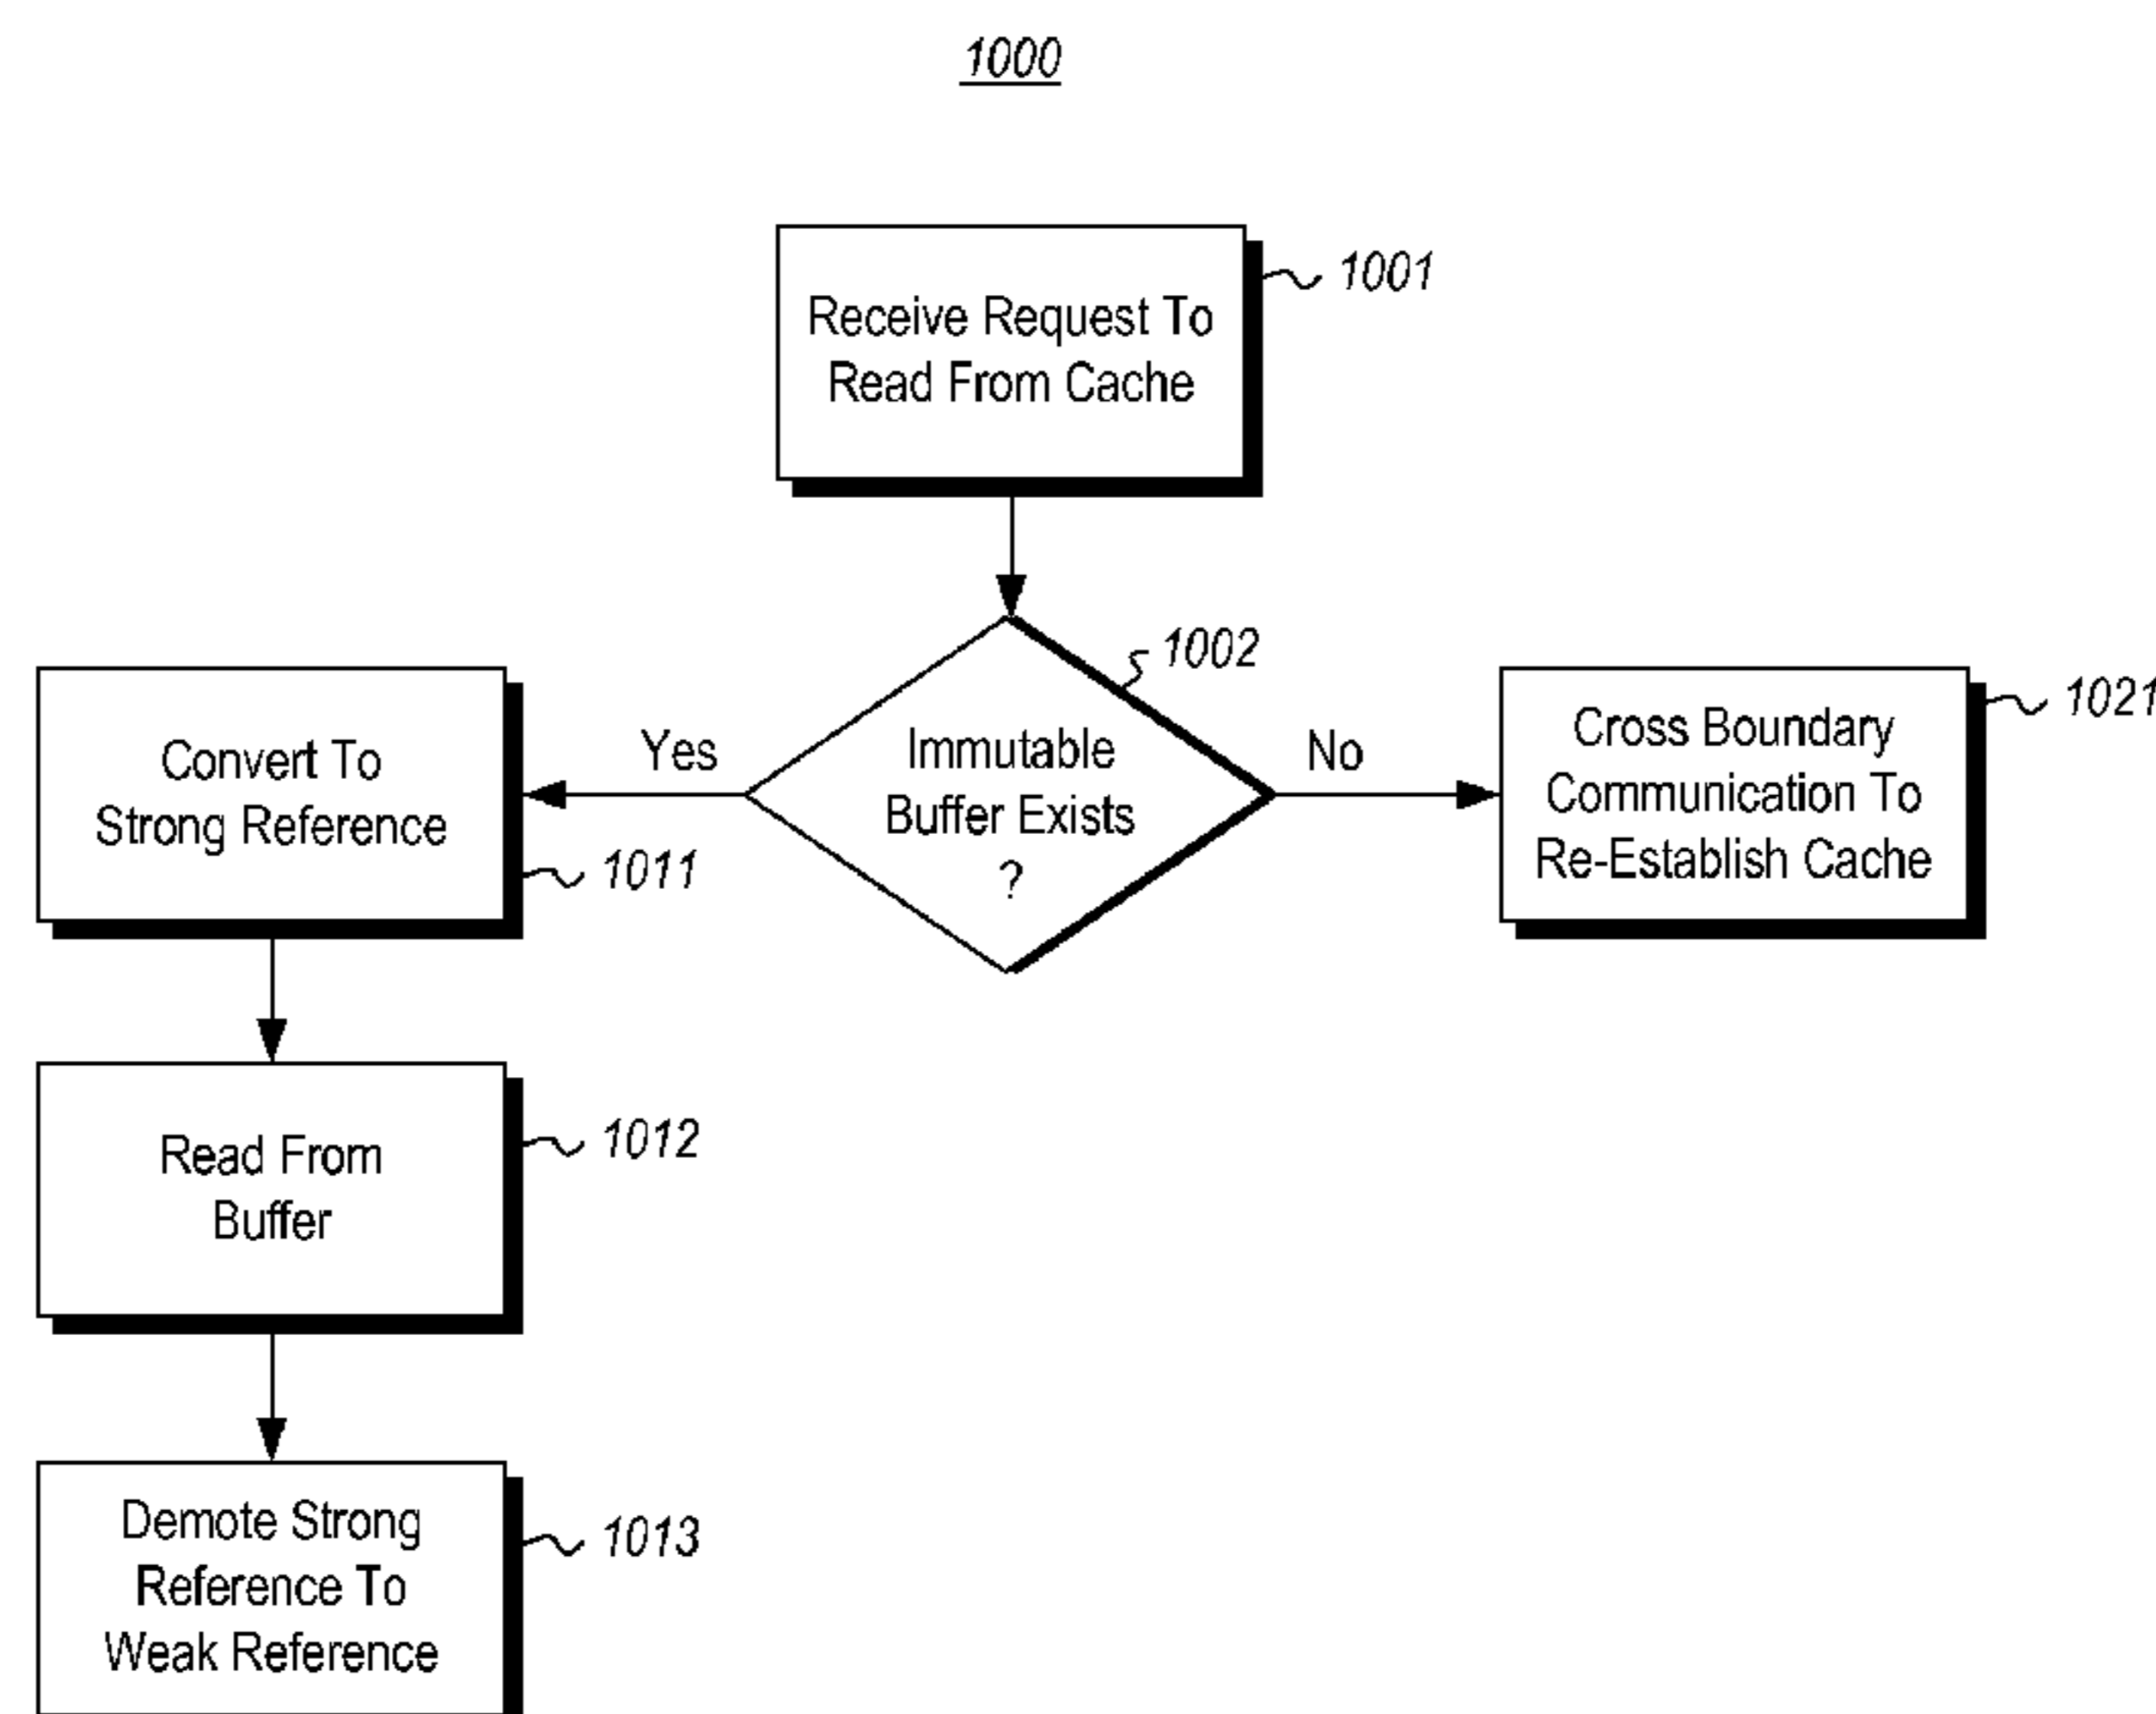 1000
Receive Request To
Read From Cache
1001
1002
Immutable
Buffer Exists
?
Yes
No
Convert To
Strong Reference
1011
Cross Boundary
Communication To
Re-Establish Cache
1021
Read From
Buffer
1012
Demote Strong
Reference To
Weak Reference
1013